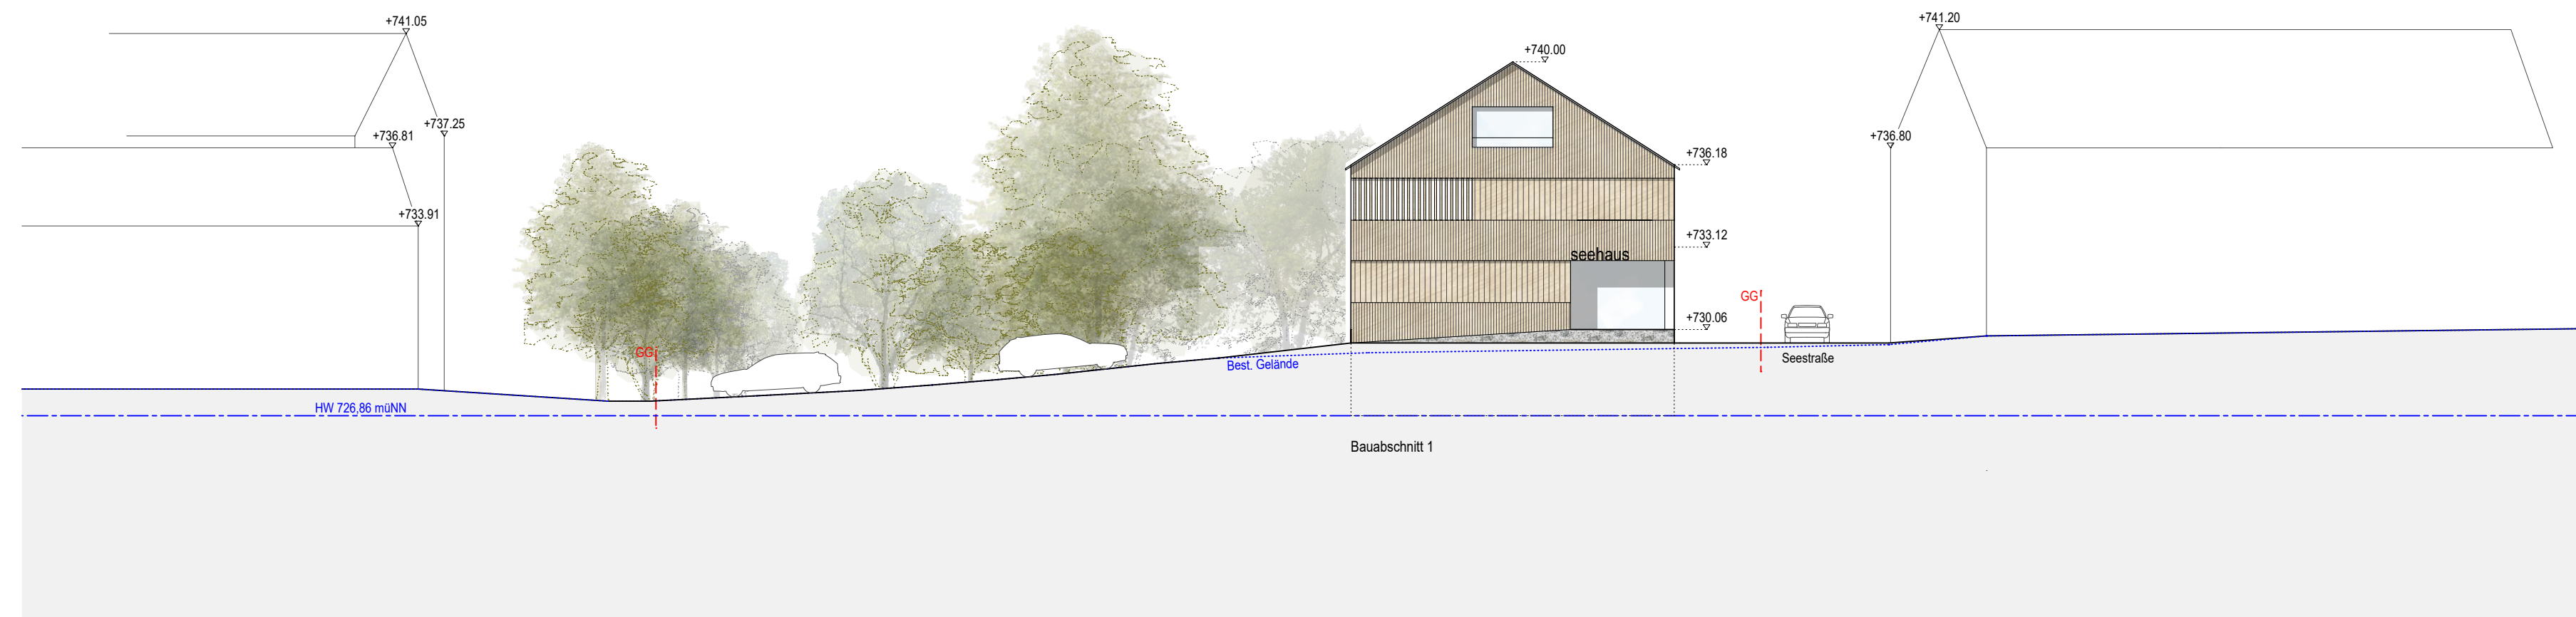 +741.05
+741.20
+740.00
+737.25
+736.81
+736.80
+736.18
+733.91
+733.12
seehaus
GG
+730.06
GG
Seestraße
Best. Gelände
HW 726,86 müNN
Bauabschnitt 1